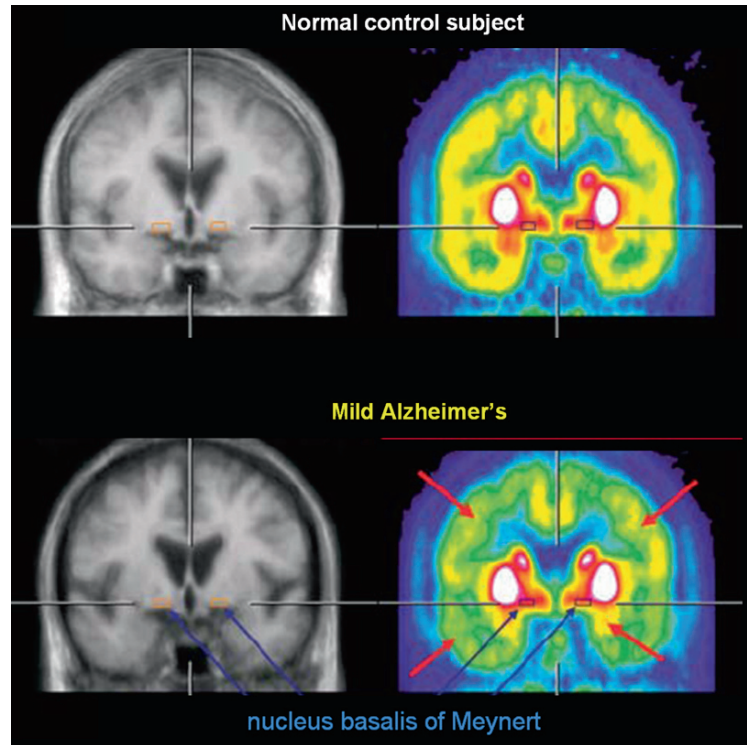 Normal control subject
Mild Alzheimer's
nucleus basalis of Meynert